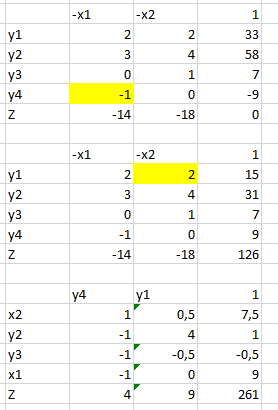 -x1 -x2 1
y1 2 2 33
y2 3 4 58
y3 0 1 7
y4 -1 0 -9
Z -14 -18 0
-x1 -x2 1
y1 2 2 15
y2 3 4 31
y3 0 1 7
y4 -1 0 9
Z -14 -18 126
y4 y1 1
x2 1 0,5 7,5
y2 -1 4 1
y3 -1 -0,5 -0,5
x1 -1 0 9
Z 4 9 261